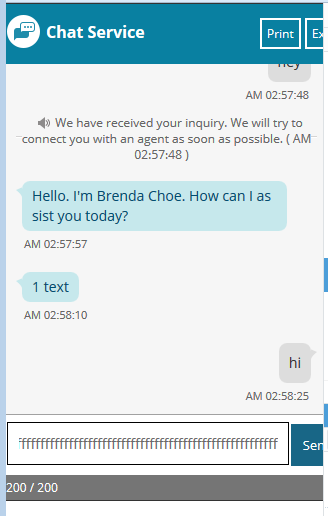 Chat Service
Print
Ex
hey
AM 02:57:48
We have received your inquiry. We will try to
connect you with an agent as soon as possible. ( AM
02:57:48 )
Hello. I'm Brenda Choe. How can I as
sist you today?
AM 02:57:57
1 text
AM 02:58:10
hi
AM 02:58:25
ffffffffffffffffffffffffffffffffffffffffffffffffffffffff
Sen
200 / 200